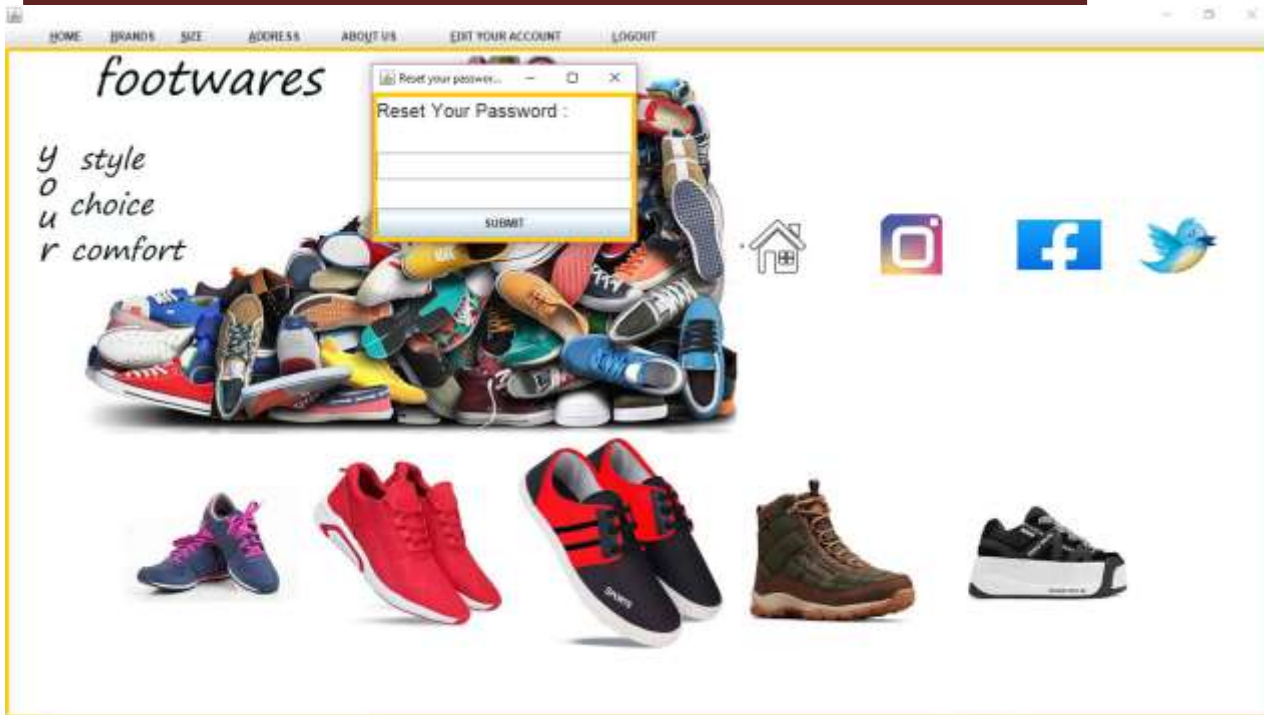 HOME BRANDS SIZE ADDRESS ABOUT US EDIT YOUR ACCOUNT LOGOUT
footwares
Reset your passwor...
Reset Your Password :
SUBMIT
your
style
choice
comfort
SPORTS